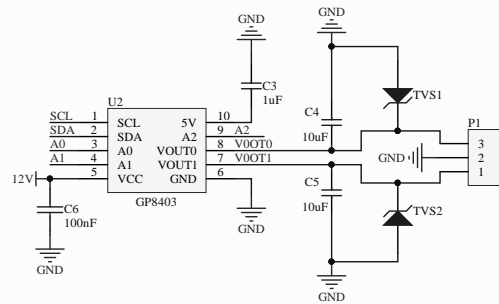 GND
GND
U2
C3
1uF
TVS1
C4
10uF
P1
SCL 1 SCL 5V 10
SDA 2 SDA A2 9 A2
A0 3 A0 VOUT0 8 V0OT0
A1 4 A1 VOUT1 7 V0OT1
12V 5 VCC GND 6
GP8403
3
GND 2
1
C6
100nF
C5
10uF
TVS2
GND
GND
GND